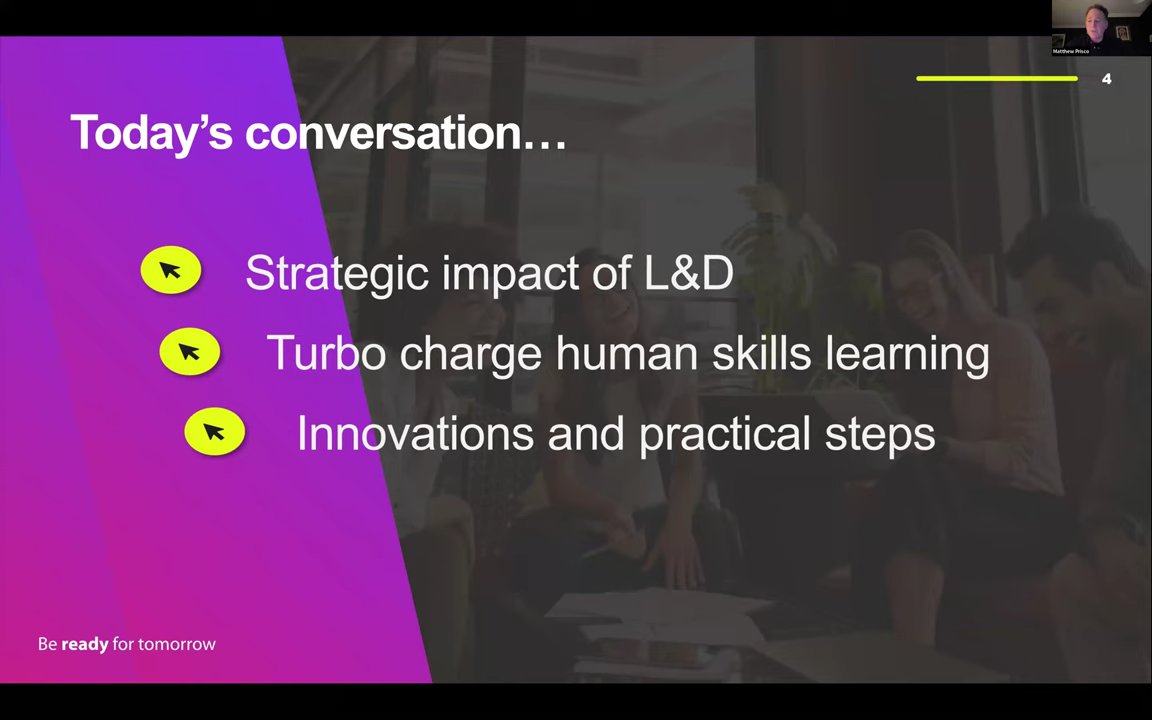 Matthew Prisco
4
Today’s conversation…
Strategic impact of L&D
Turbo charge human skills learning
Innovations and practical steps
Be ready for tomorrow